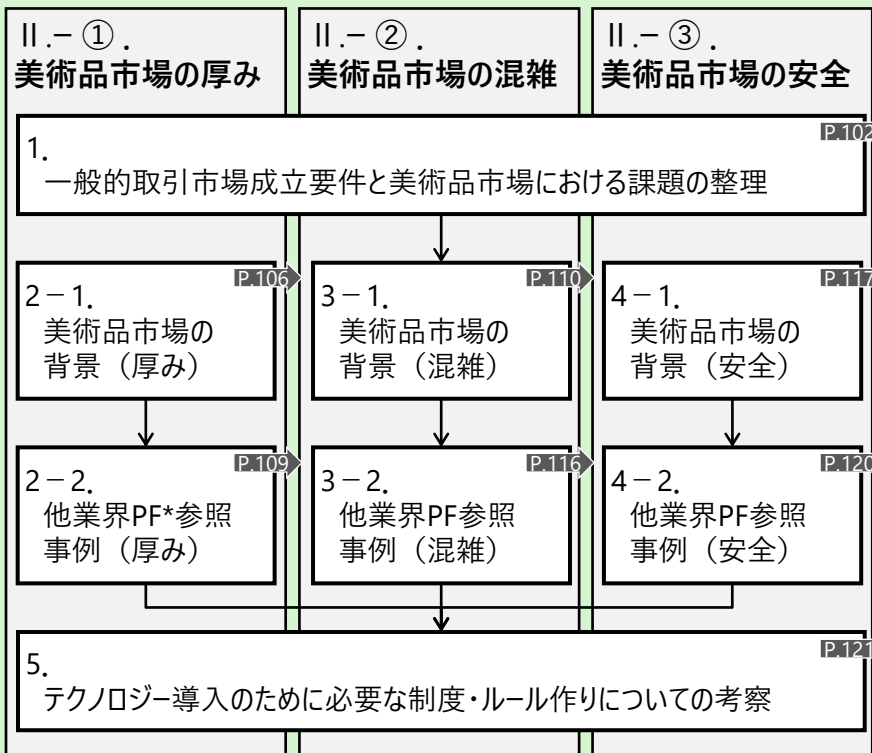 Ⅱ.－①.
美術品市場の厚み
Ⅱ.－②.
美術品市場の混雑
Ⅱ.－③.
美術品市場の安全
P.102
1.
一般的取引市場成立要件と美術品市場における課題の整理
P.106
2－1.
美術品市場の
背景（厚み）
P.110
3－1.
美術品市場の
背景（混雑）
P.117
4－1.
美術品市場の
背景（安全）
P.109
2－2.
他業界PF*参照
事例（厚み）
P.116
3－2.
他業界PF参照
事例（混雑）
P.120
4－2.
他業界PF参照
事例（安全）
P.121
5.
テクノロジー導入のために必要な制度・ルール作りについての考察